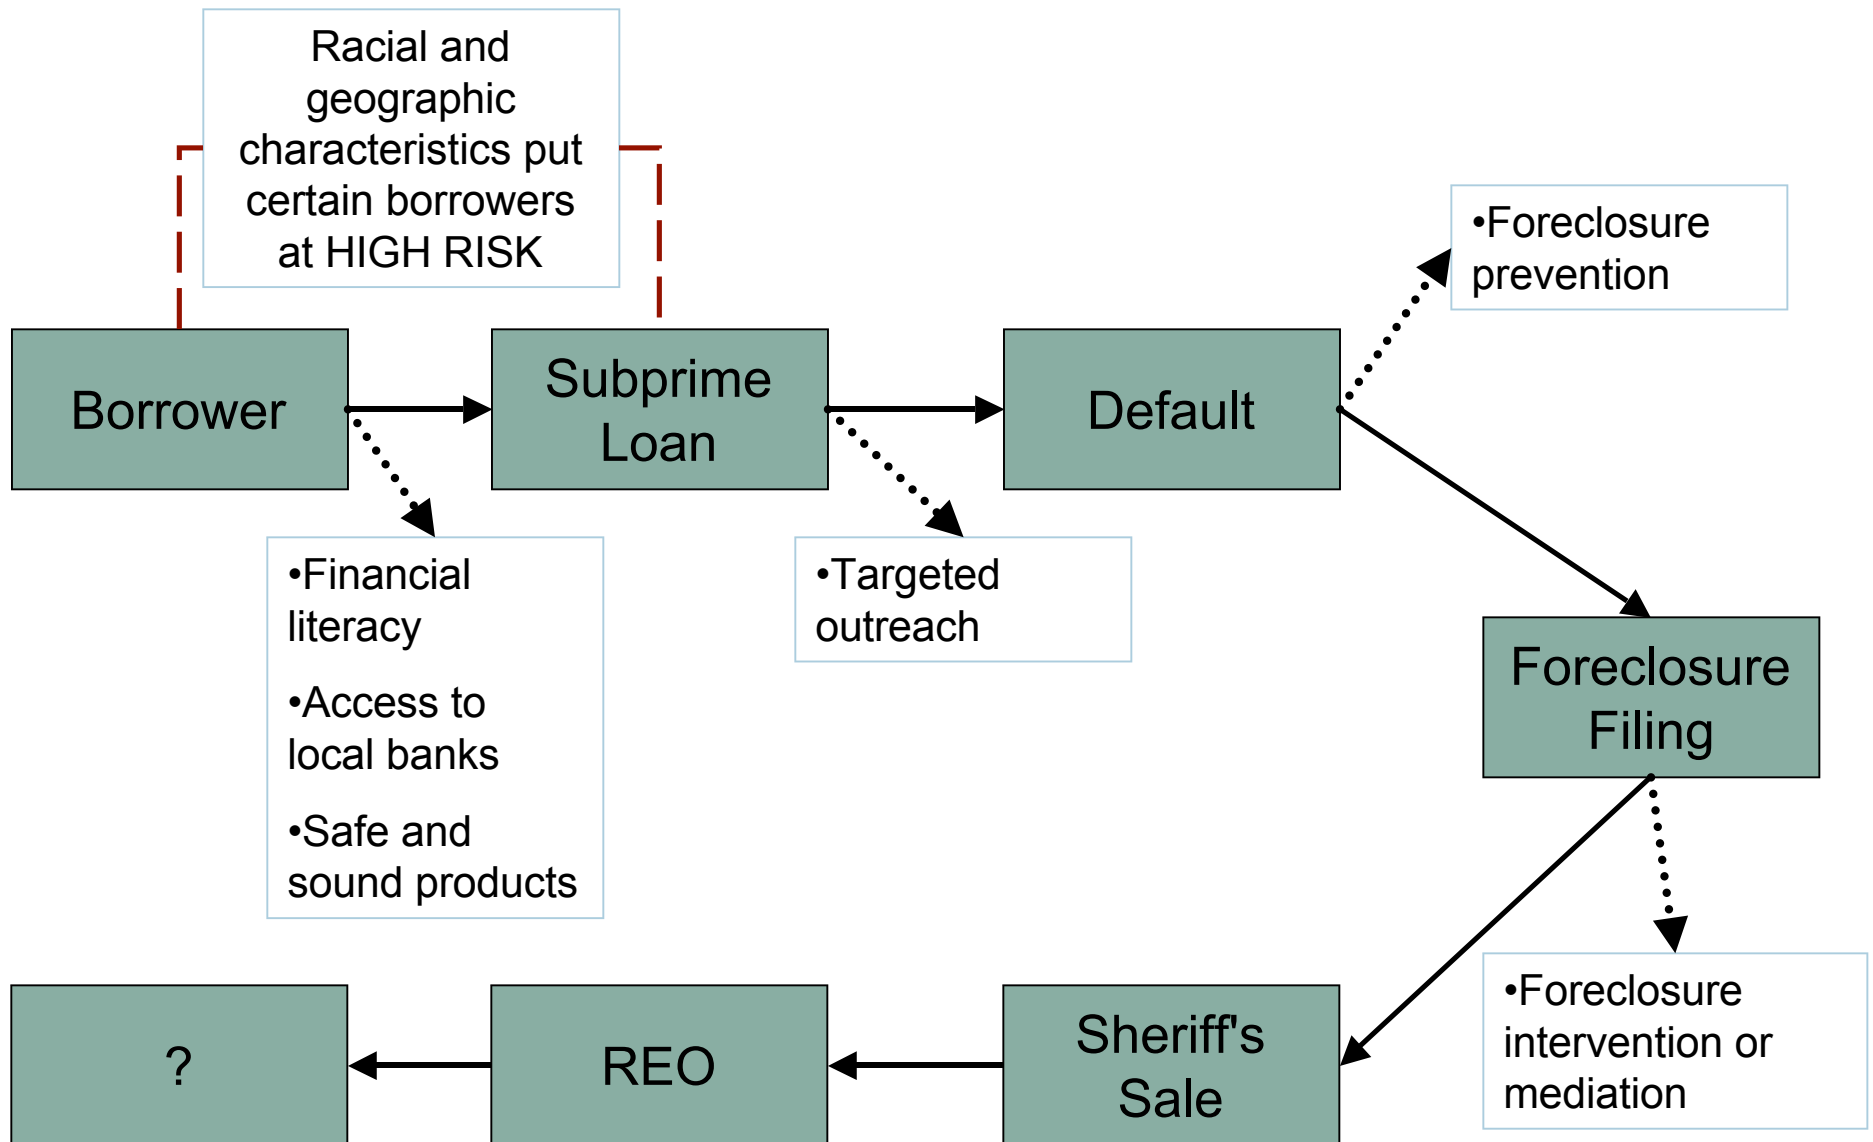 Racial and
geographic
characteristics put
certain borrowers
at HIGH RISK
•Foreclosure
prevention
Borrower
Subprime
Loan
Default
•Financial
literacy
•Access to
local banks
•Safe and
sound products
•Targeted
outreach
Foreclosure
Filing
•Foreclosure
intervention or
mediation
Sheriff's
Sale
REO
?